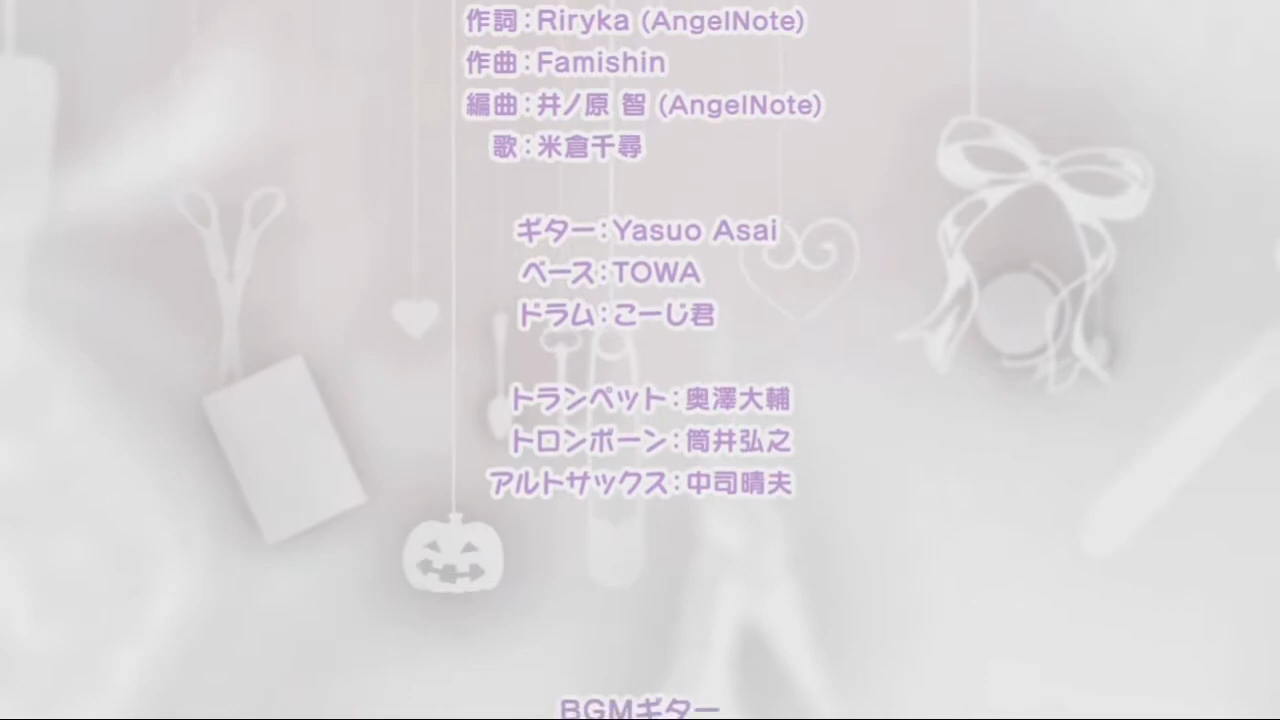 作詞：Riryka (AngelNote)
作曲：Famishin
編曲：井ノ原 智 (AngelNote)
歌：米倉千尋
ギター：Yasuo Asai
ベース：TOWA
ドラム：こーじ君
トランペット：奥澤大輔
トロンボーン：筒井弘之
アルトサックス：中司晴夫
BGMギター